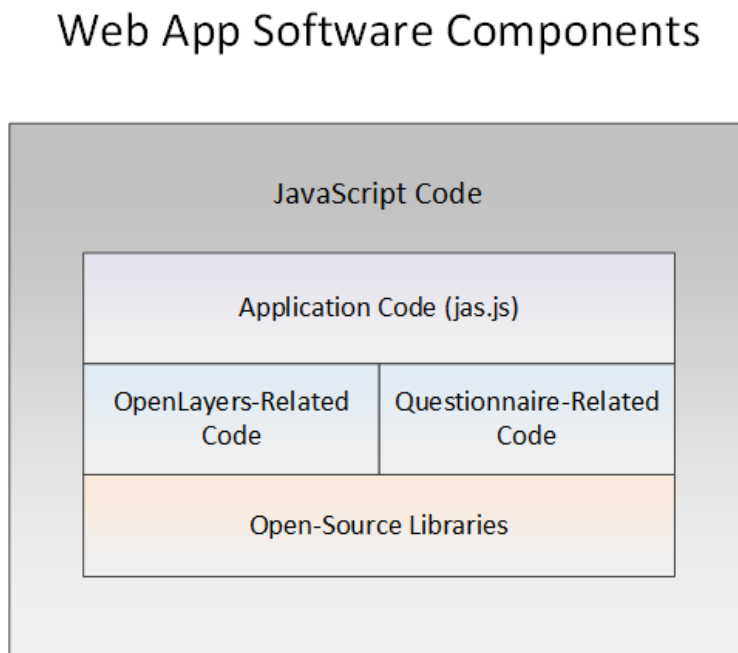 Web App Software Components
JavaScript Code
Application Code (jas.js)
OpenLayers-Related
Code
Questionnaire-Related
Code
Open-Source Libraries